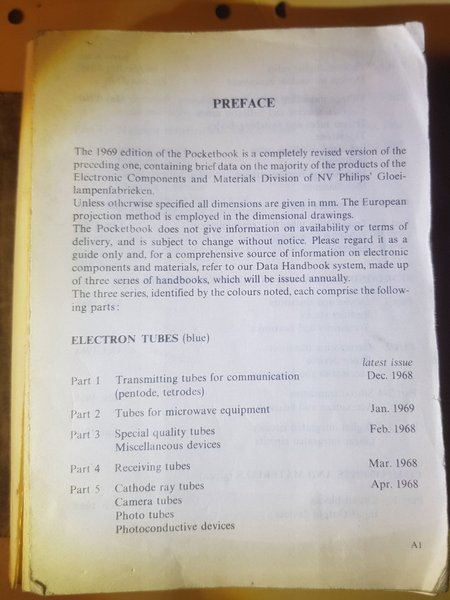 PREFACE
The 1969 edition of the Pocketbook is a completely revised version of the
preceding one, containing brief data on the majority of the products of the
Electronic Components and Materials Division of NV Philips' Gloei-
lampenfabrieken.
Unless otherwise specified all dimensions are given in mm. The European
projection method is employed in the dimensional drawings.
The Pocketbook does not give information on availability or terms of
delivery, and is subject to change without notice. Please regard it as a
guide only and, for a comprehensive source of information on electronic
components and materials, refer to our Data Handbook system, made up
of three series of handbooks, which will be issued annually.
The three series, identified by the colours noted, each comprise the follow-
ing parts:
ELECTRON TUBES (blue)
latest issue
Part 1 Transmitting tubes for communication Dec. 1968
(pentode, tetrodes)
Part 2 Tubes for microwave equipment Jan. 1969
Part 3 Special quality tubes Feb. 1968
Miscellaneous devices
Part 4 Receiving tubes Mar. 1968
Part 5 Cathode ray tubes Apr. 1968
Camera tubes
Photo tubes
Photoconductive devices
A1